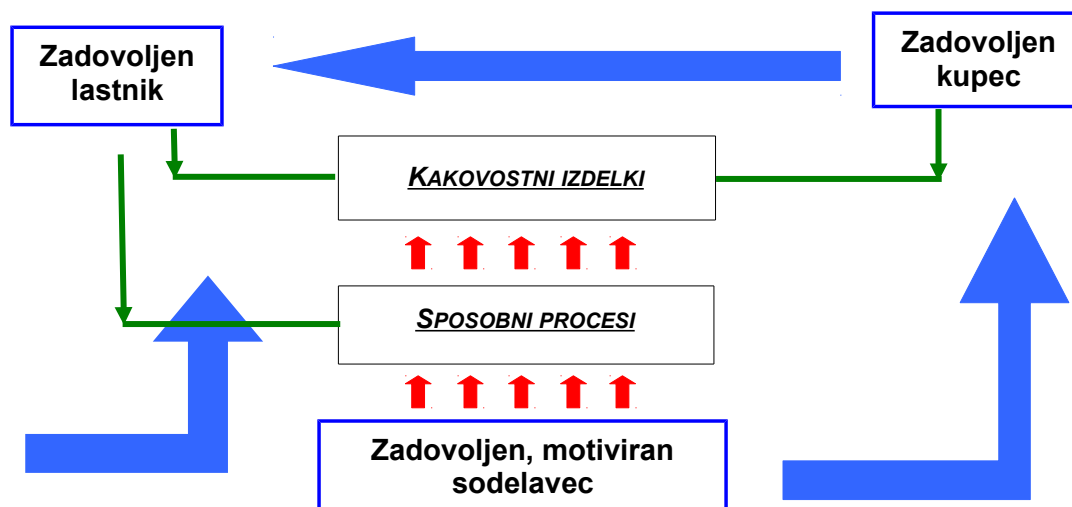 Zadovoljen
lastnik
Zadovoljen
kupec
KAKOVOSTNI IZDELKI
SPOSOBNI PROCESI
Zadovoljen, motiviran
sodelavec